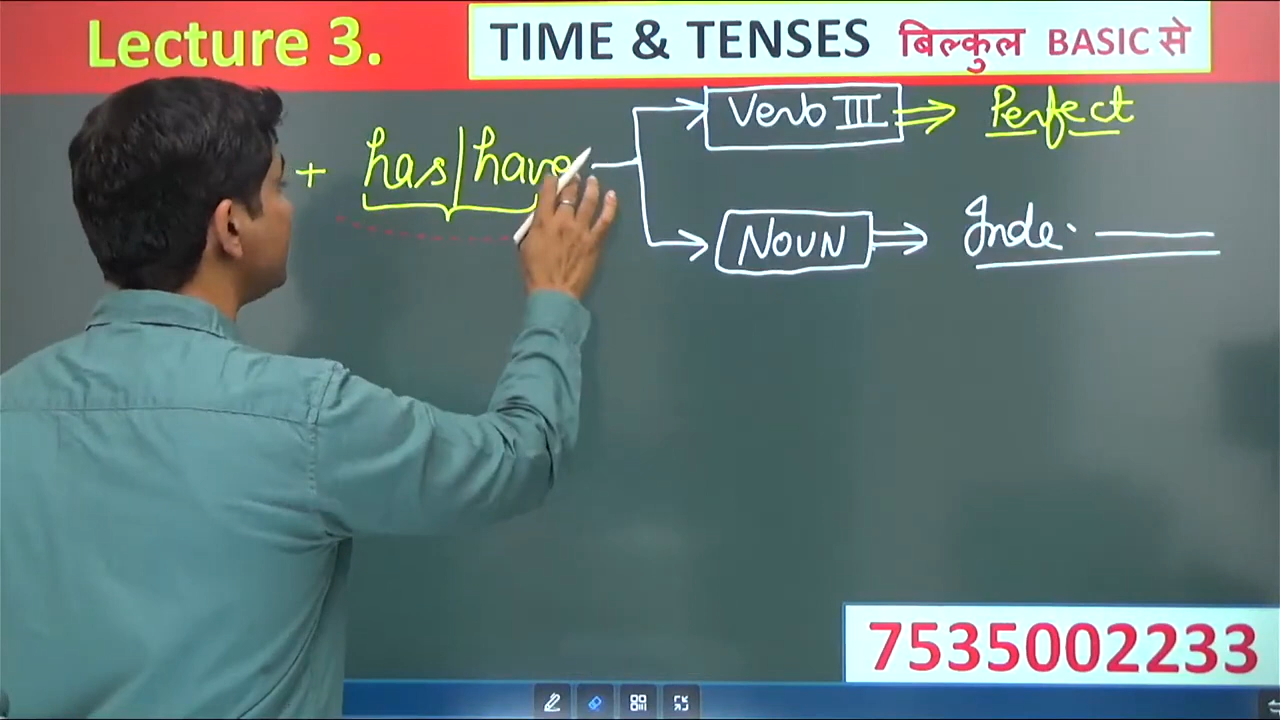 Lecture 3.
TIME & TENSES बिल्कुल BASIC से
+ has|have
Verb III ⇒ Perfect
NOUN ⇒ Inde.
7535002233